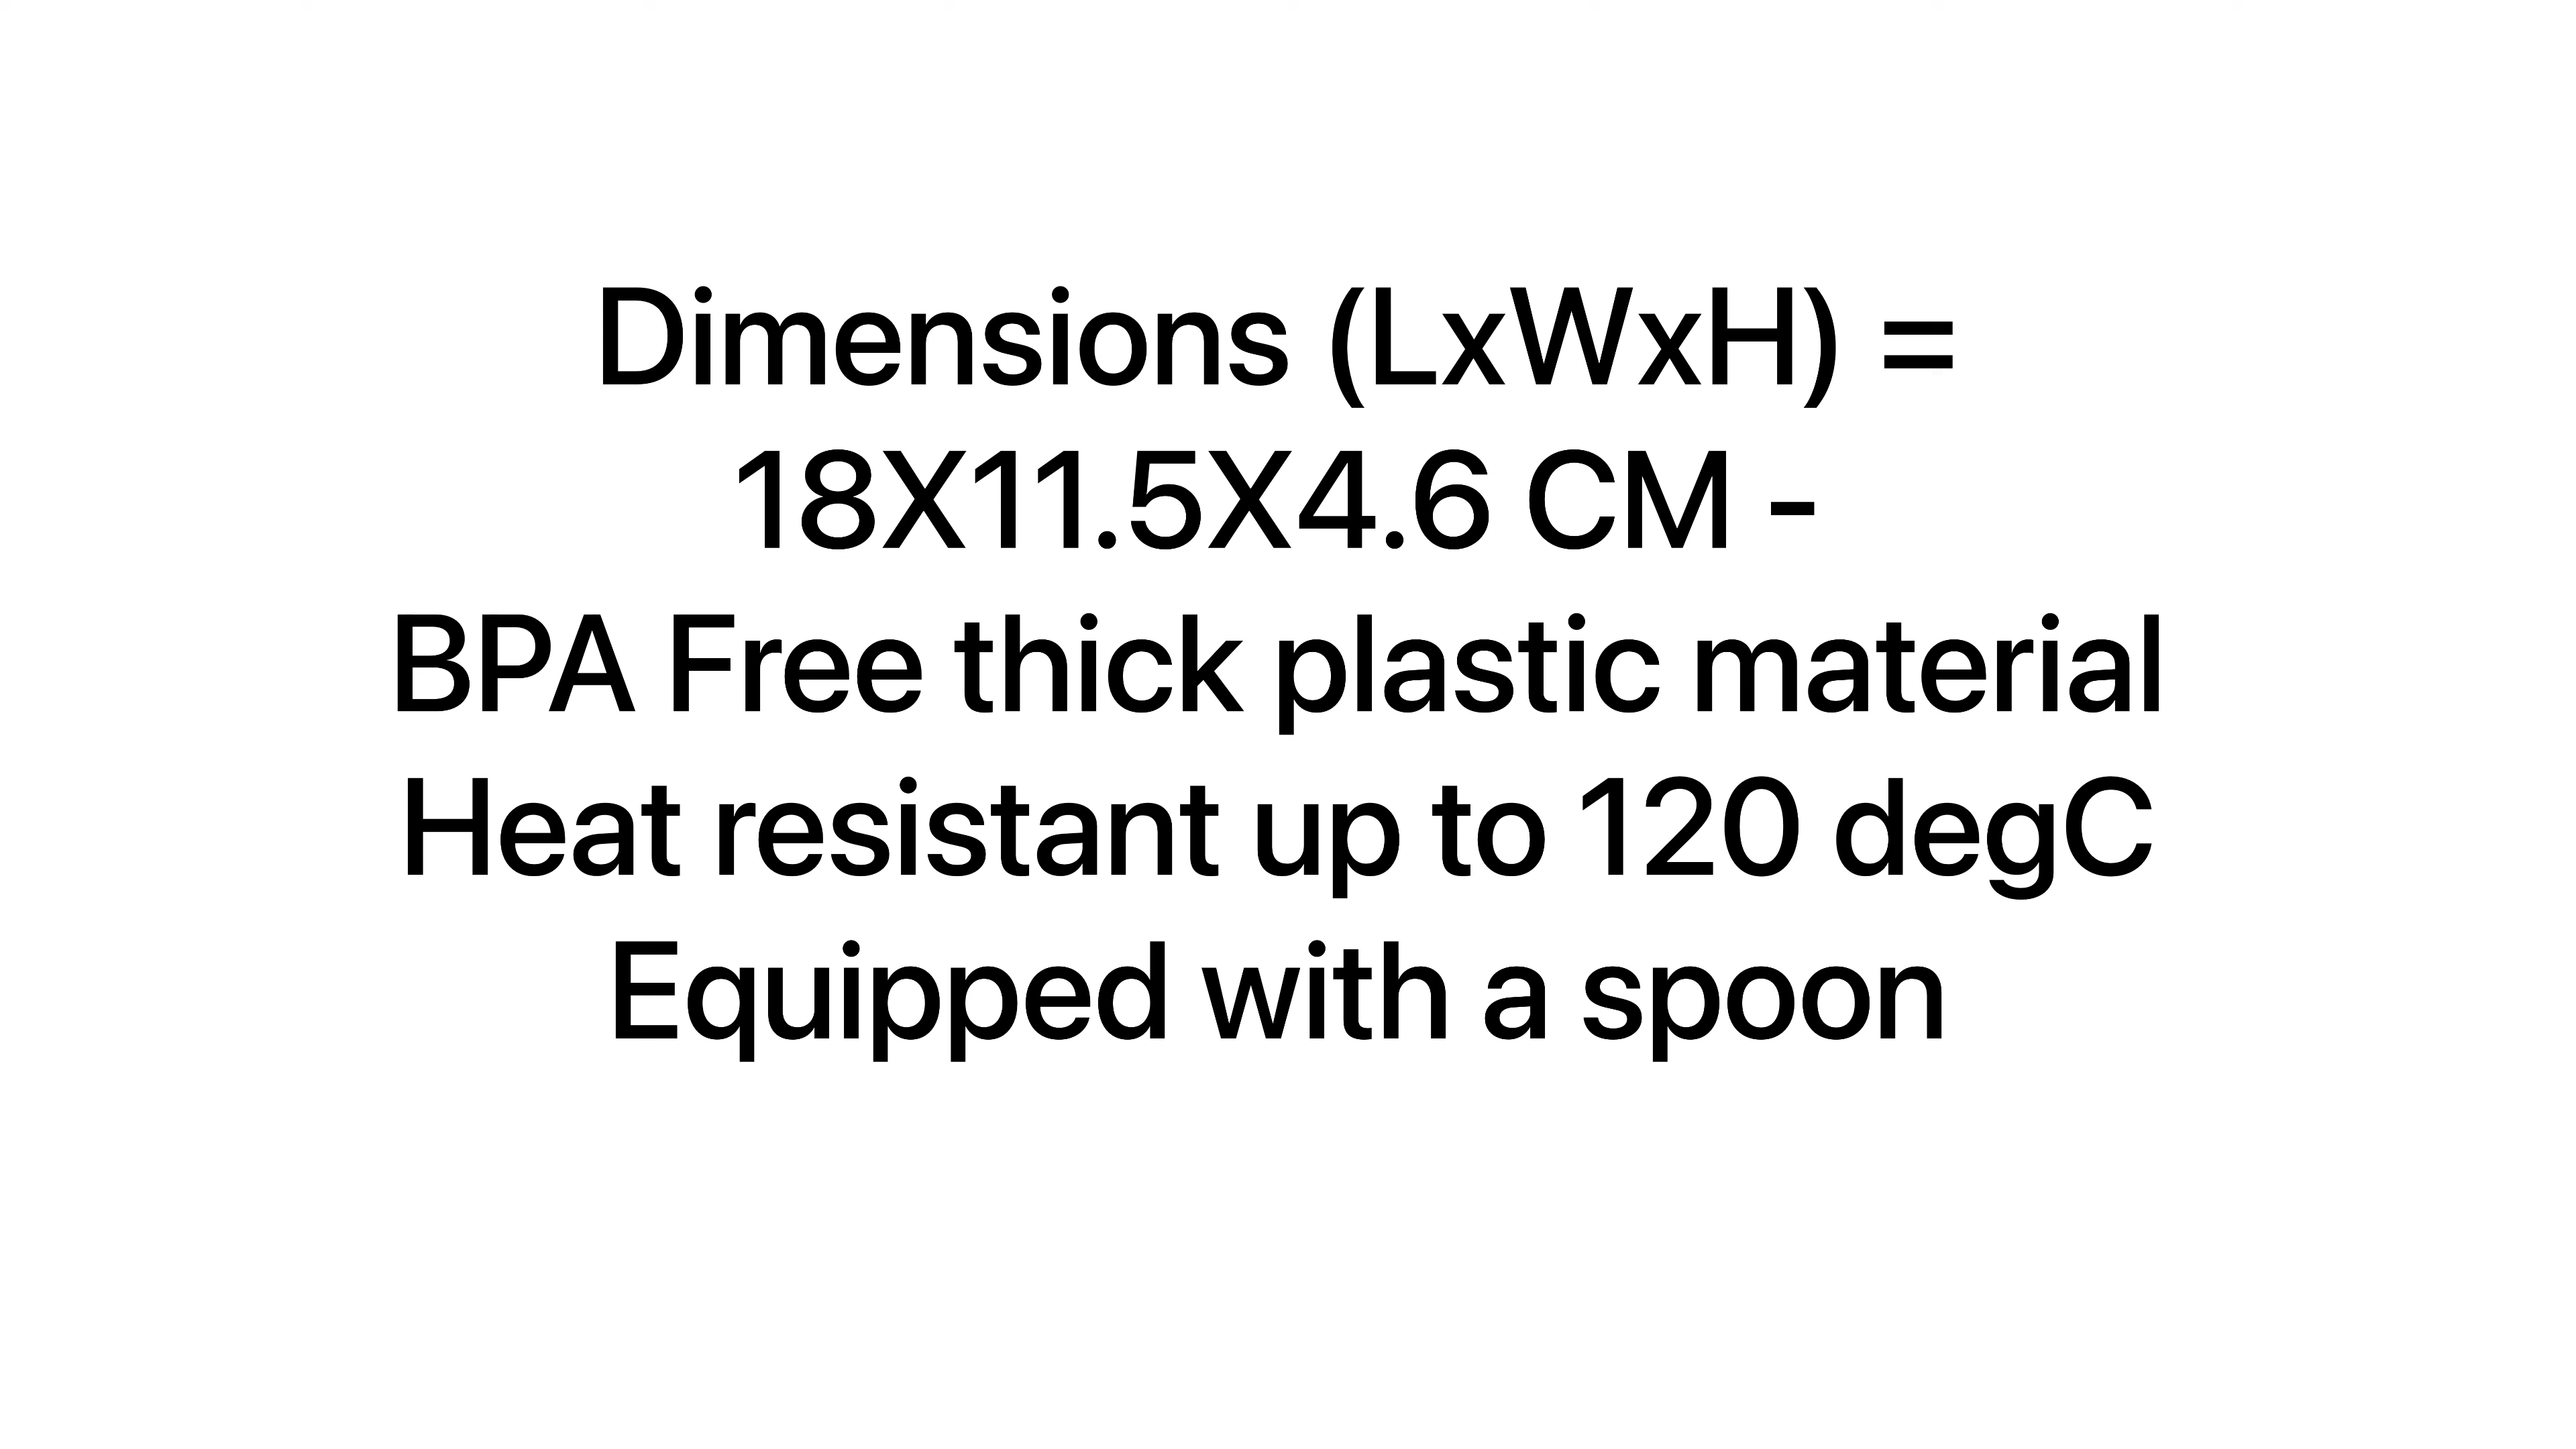 Dimensions (LxWxH) =
18X11.5X4.6 CM -
BPA Free thick plastic material
Heat resistant up to 120 degC
Equipped with a spoon